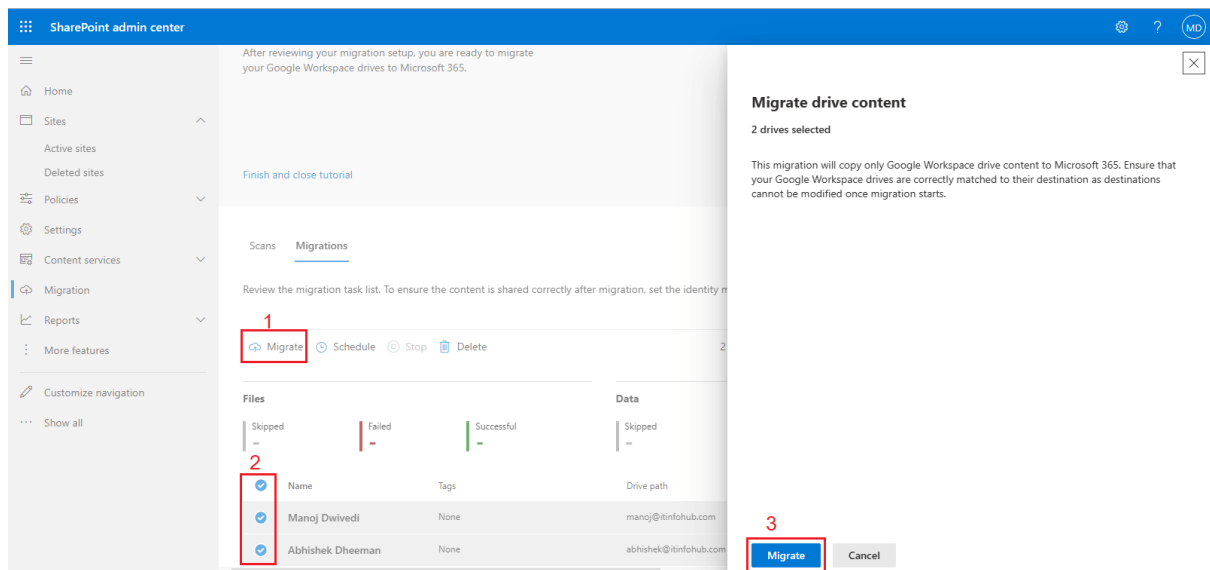 SharePoint admin center
?
MD
After reviewing your migration setup, you are ready to migrate
your Google Workspace drives to Microsoft 365.
Home
Sites
Active sites
Deleted sites
Policies
Settings
Content services
Migration
Reports
More features
Customize navigation
Show all
Finish and close tutorial
Scans Migrations
Review the migration task list. To ensure the content is shared correctly after migration, set the identity m
1
Migrate Schedule Stop Delete 2
Files Data
Skipped Failed Successful Skipped
- - - -
2
Name Tags Drive path
Manoj Dwivedi None manoj@itinfohub.com
Abhishek Dheeman None abhishek@itinfohub.com
Migrate drive content
2 drives selected
This migration will copy only Google Workspace drive content to Microsoft 365. Ensure that
your Google Workspace drives are correctly matched to their destination as destinations
cannot be modified once migration starts.
3
Migrate Cancel